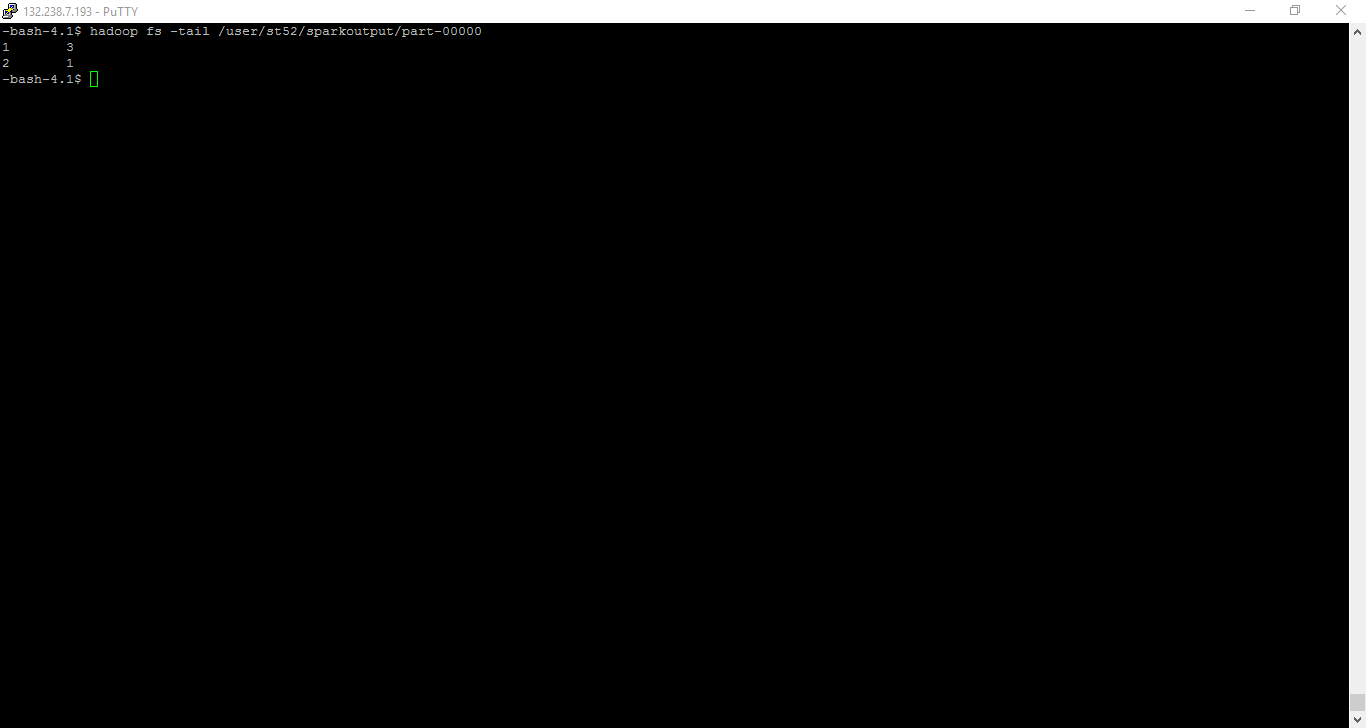 132.238.7.193 - PuTTY
-bash-4.1$ hadoop fs -tail /user/st52/sparkoutput/part-00000
1       3
2       1
-bash-4.1$